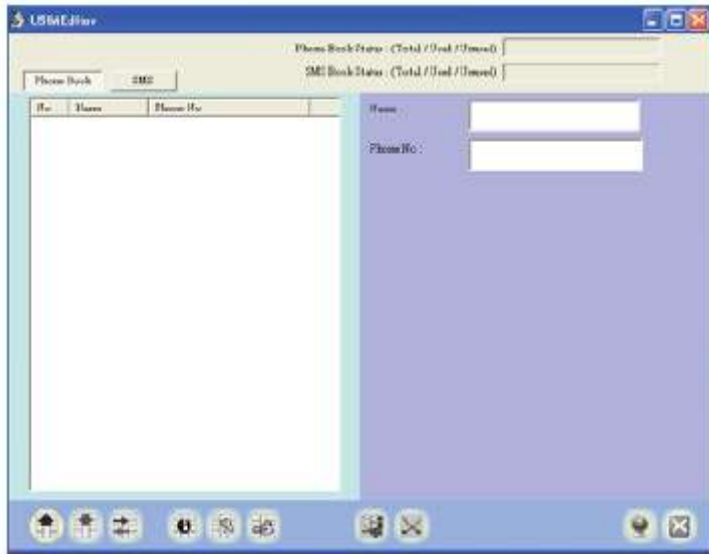 USIMEditor
Phone Book Status : (Total / Used / Unused)
SMS Book Status : (Total / Used / Unused)
Phone Book
SMS
No Name Phone No
Name :
Phone No :